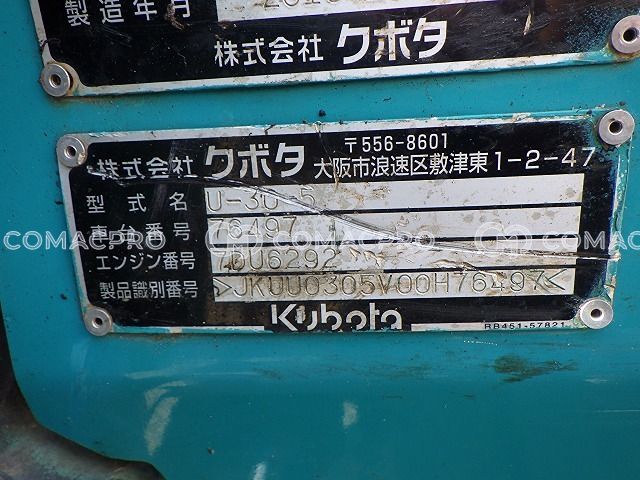 製造年月
株式会社 クボタ
〒556-8601
株式会社 クボタ 大阪市浪速区敷津東1-2-47
型式名 U-30-5
車台番号 76497
エンジン番号 7DU6292
製品識別番号 >JKUU0305V00H76497<
Kubota
RB451-57821
COMACPRO COMACPRO COMACPRO